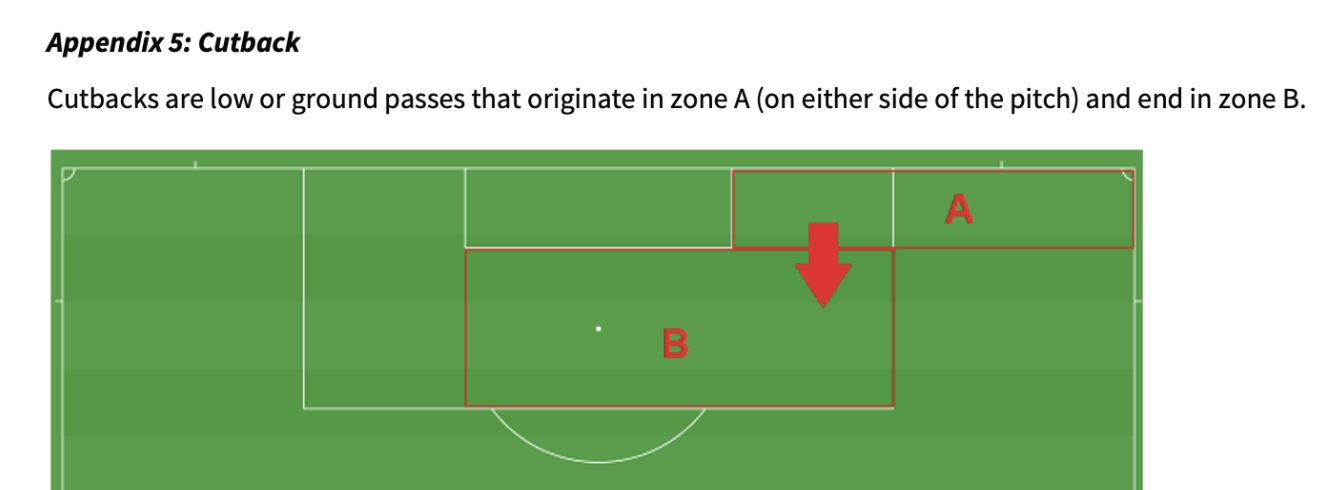 Appendix 5: Cutback
Cutbacks are low or ground passes that originate in zone A (on either side of the pitch) and end in zone B.
A
B